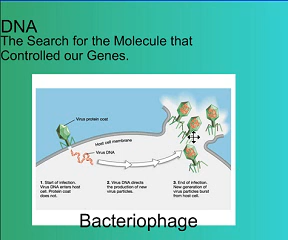 DNA
The Search for the Molecule that
Controlled our Genes.
Virus protein coat
Host cell membrane
Virus DNA
1. Start of infection.
Virus DNA enters host
cell. Protein coat
does not.
2. Virus DNA directs
the production of new
virus particles.
3. End of infection.
New generation of
virus particles burst
from host cell.
Bacteriophage